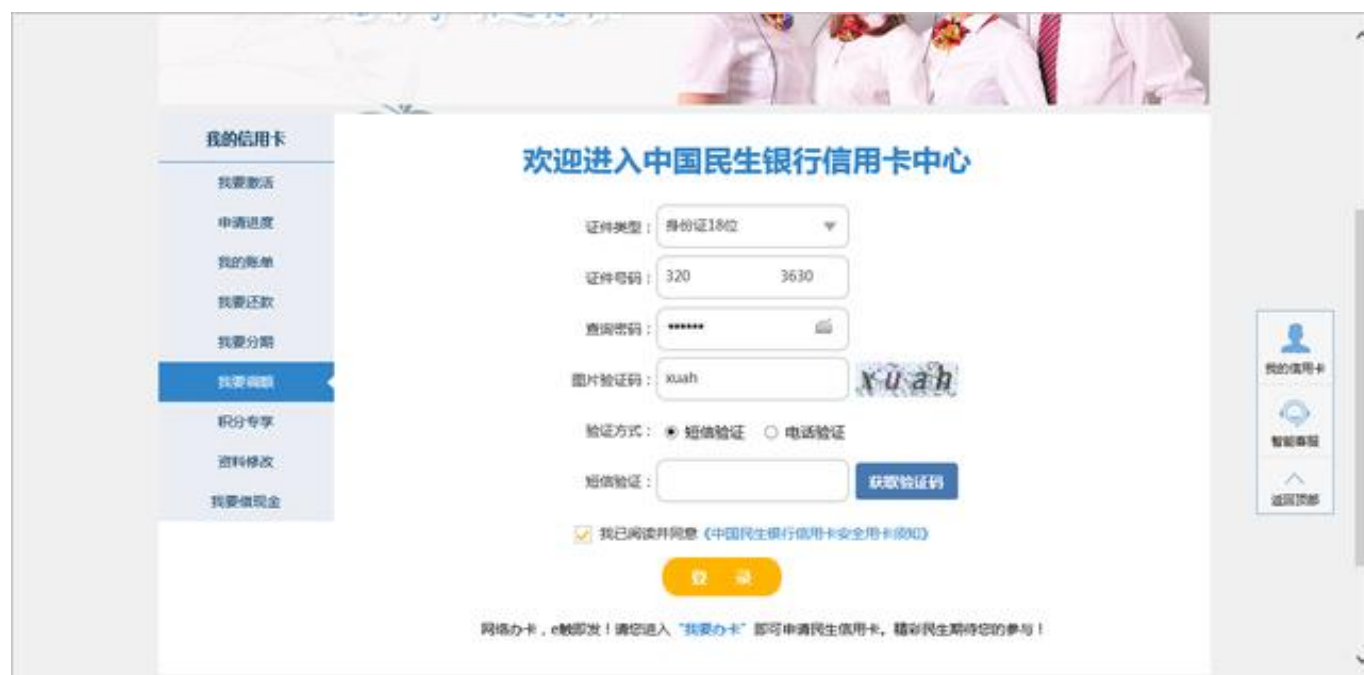 我的信用卡
我要激活
申请进度
我的账单
我要还款
我要分期
我要调额
积分专享
资料修改
我要借现金
欢迎进入中国民生银行信用卡中心
证件类型： 身份证18位
证件号码： 320 3630
查询密码： ••••••
图片验证码： xuah xuah
验证方式： 短信验证 电话验证
短信验证： 获取验证码
我已阅读并同意《中国民生银行信用卡安全用卡须知》
登 录
网络办卡，e触即发！请您进入“我要办卡”即可申请民生信用卡，精彩民生期待您的参与！
我的信用卡
智能客服
返回顶部